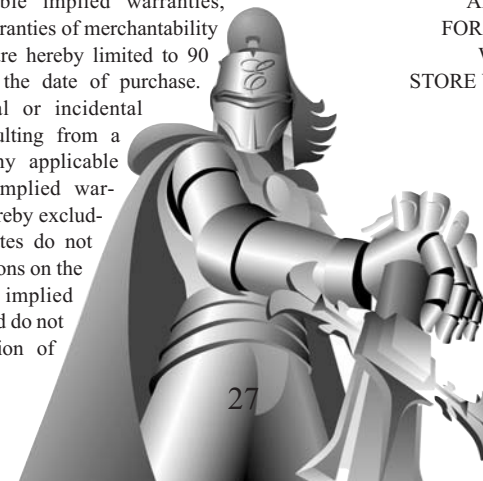 ble implied warranties,
ranties of merchantability
are hereby limited to 90
the date of purchase.
al or incidental
ulting from a
ny applicable
mplied war-
reby exclud-
tes do not
ons on the
implied
d do not
ion of
A
FOR
W
STORE
E
27